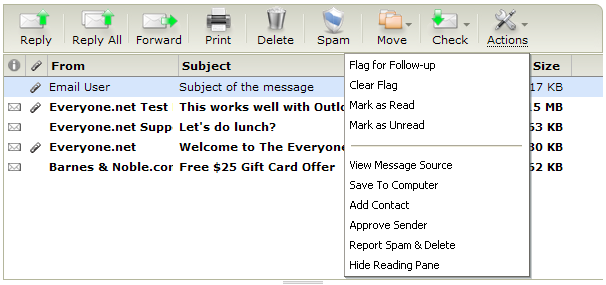 Reply Reply All Forward Print Delete Spam Move Check Actions
From Subject Size
Email User Subject of the message 17 KB
Everyone.net Test This works well with Outlo 15 MB
Everyone.net Supp Let's do lunch? 53 KB
Everyone.net Welcome to The Everyone 30 KB
Barnes & Noble.com Free $25 Gift Card Offer 52 KB
Flag for Follow-up
Clear Flag
Mark as Read
Mark as Unread
View Message Source
Save To Computer
Add Contact
Approve Sender
Report Spam & Delete
Hide Reading Pane